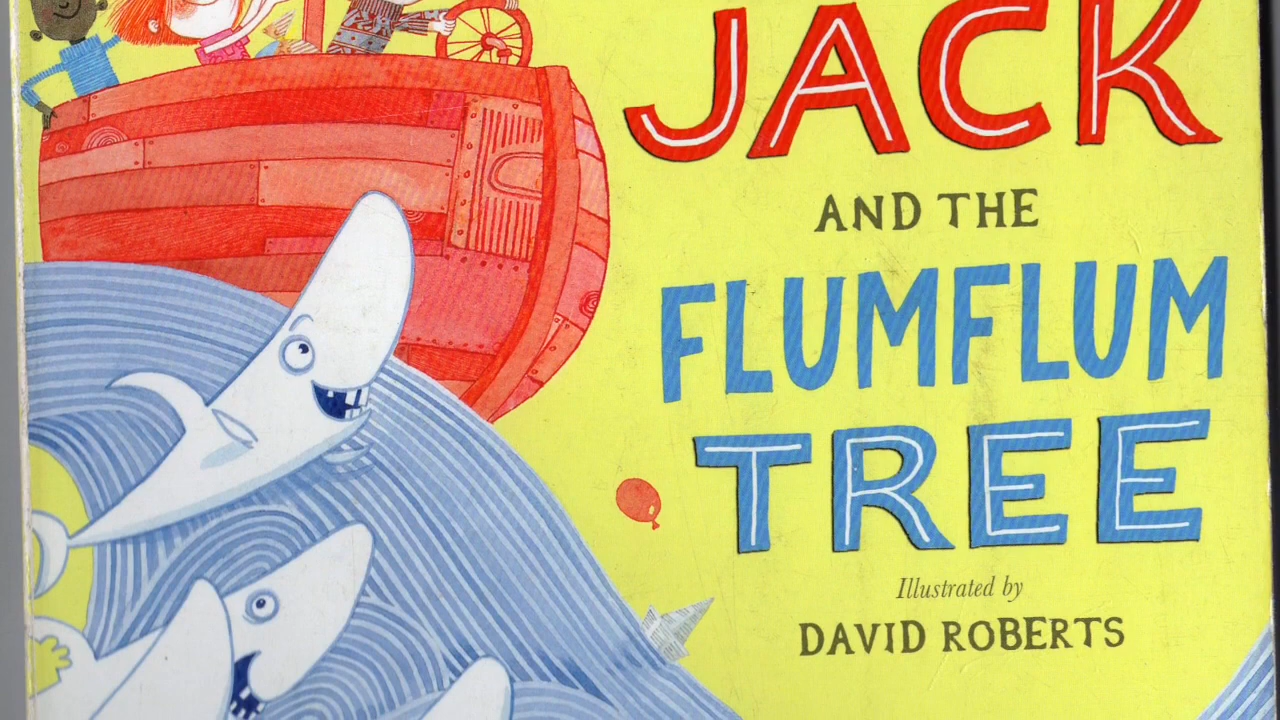 JACK
AND THE
FLUMFLUM
TREE
Illustrated by
DAVID ROBERTS